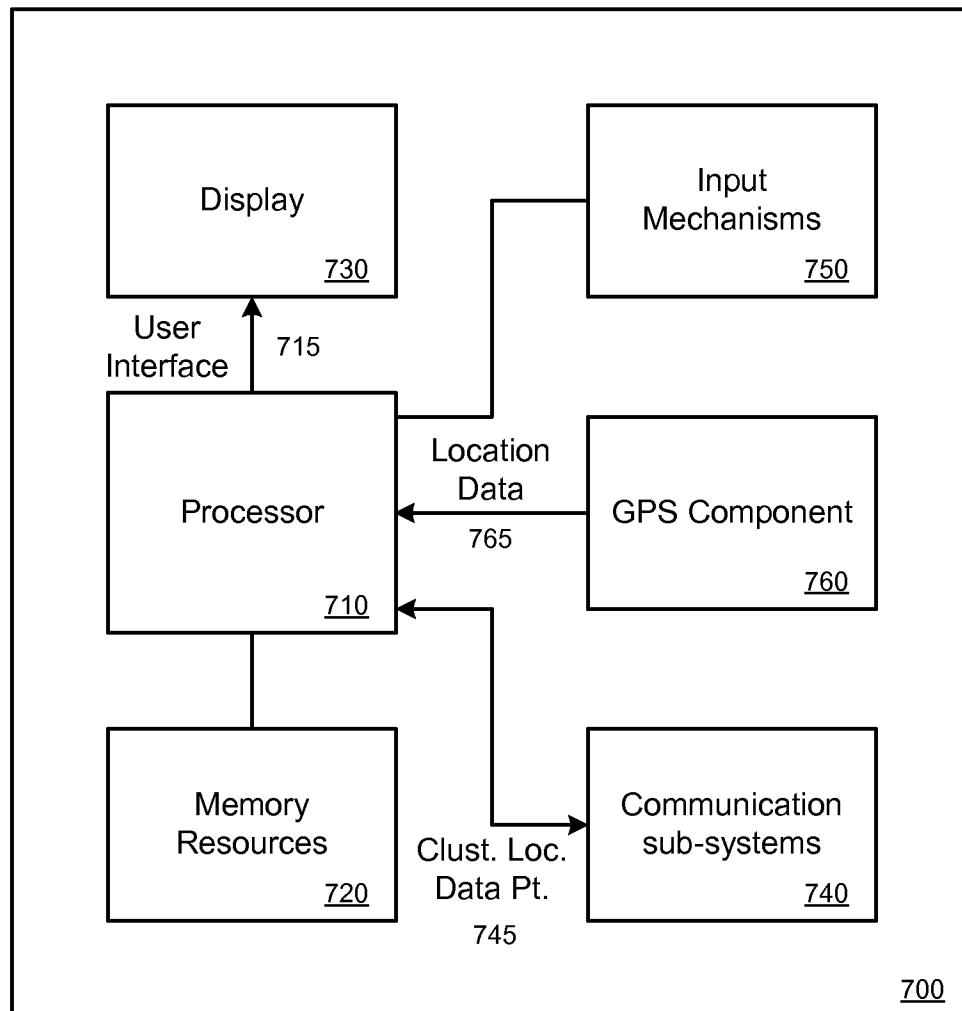 Display
730
Input
Mechanisms
750
User
Interface
715
Processor
710
Location
Data
765
GPS Component
760
Memory
Resources
720
Clust. Loc.
Data Pt.
745
Communication
sub-systems
740
700